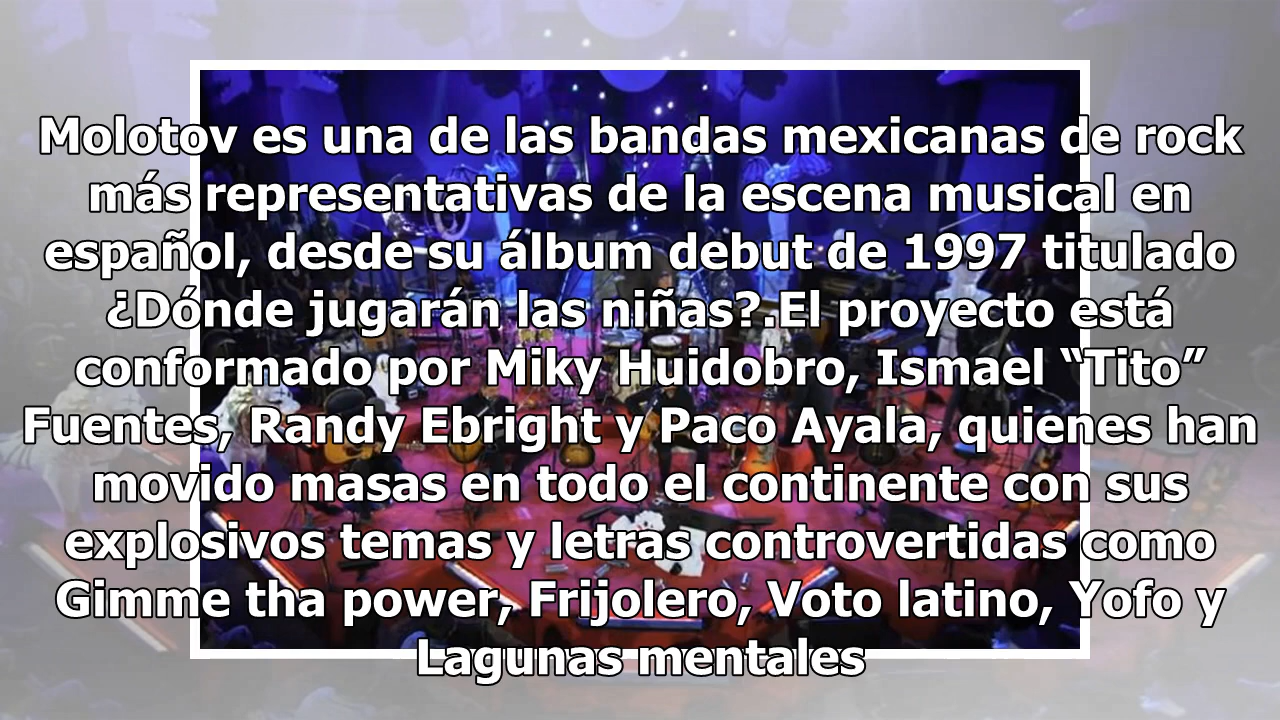 Molotov es una de las bandas mexicanas de rock
más representativas de la escena musical en
español, desde su álbum debut de 1997 titulado
¿Dónde jugarán las niñas?.El proyecto está
conformado por Miky Huidobro, Ismael “Tito”
Fuentes, Randy Ebright y Paco Ayala, quienes han
movido masas en todo el continente con sus
explosivos temas y letras controvertidas como
Gimme tha power, Frijolero, Voto latino, Yofo y
Lagunas mentales